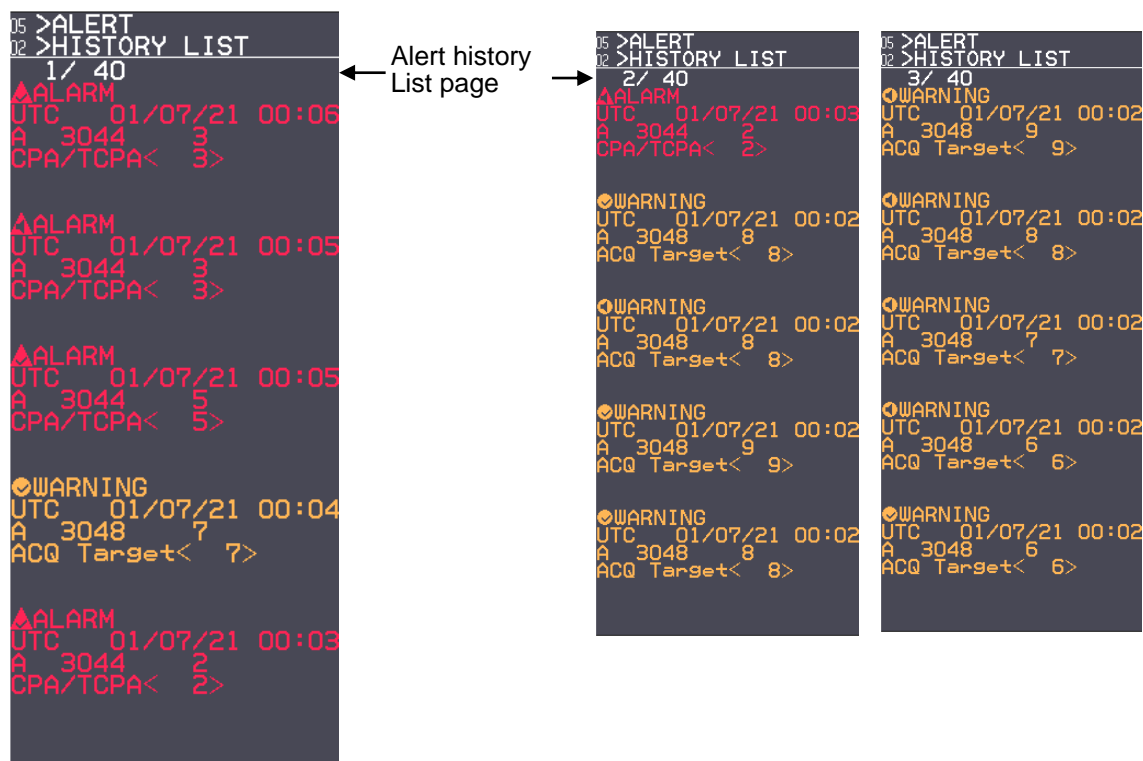 05 >ALERT
02 >HISTORY LIST
1/ 40
ALARM
UTC 01/07/21 00:06
A 3044 3
CPA/TCPA< 3>
ALARM
UTC 01/07/21 00:05
A 3044 3
CPA/TCPA< 3>
ALARM
UTC 01/07/21 00:05
A 3044 5
CPA/TCPA< 5>
WARNING
UTC 01/07/21 00:04
A 3048 7
ACQ Target< 7>
ALARM
UTC 01/07/21 00:03
A 3044 2
CPA/TCPA< 2>
Alert history
List page
05 >ALERT
02 >HISTORY LIST
2/ 40
ALARM
UTC 01/07/21 00:03
A 3044 2
CPA/TCPA< 2>
WARNING
UTC 01/07/21 00:02
A 3048 8
ACQ Target< 8>
WARNING
UTC 01/07/21 00:02
A 3048 8
ACQ Target< 8>
WARNING
UTC 01/07/21 00:02
A 3048 9
ACQ Target< 9>
WARNING
UTC 01/07/21 00:02
A 3048 8
ACQ Target< 8>
05 >ALERT
02 >HISTORY LIST
3/ 40
WARNING
UTC 01/07/21 00:02
A 3048 9
ACQ Target< 9>
WARNING
UTC 01/07/21 00:02
A 3048 8
ACQ Target< 8>
WARNING
UTC 01/07/21 00:02
A 3048 7
ACQ Target< 7>
WARNING
UTC 01/07/21 00:02
A 3048 6
ACQ Target< 6>
WARNING
UTC 01/07/21 00:02
A 3048 6
ACQ Target< 6>